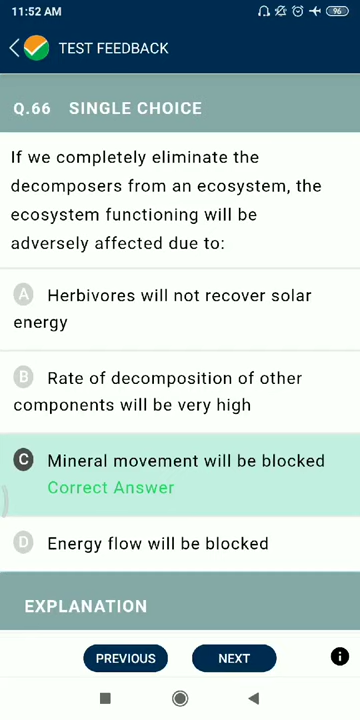 11:52 AM
96
TEST FEEDBACK
Q.66 SINGLE CHOICE
If we completely eliminate the
decomposers from an ecosystem, the
ecosystem functioning will be
adversely affected due to:
A Herbivores will not recover solar
energy
B Rate of decomposition of other
components will be very high
C Mineral movement will be blocked
Correct Answer
D Energy flow will be blocked
EXPLANATION
PREVIOUS NEXT